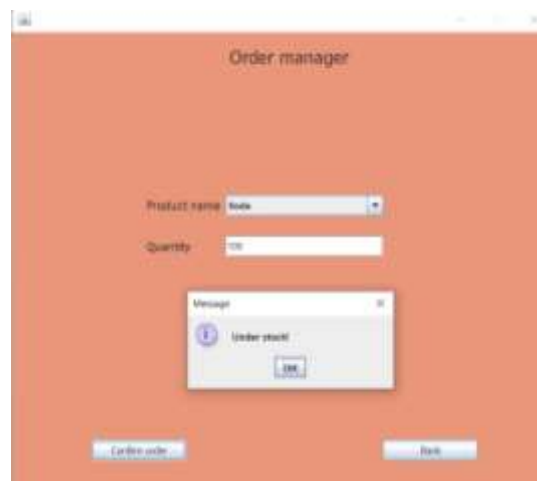 Order manager
Product name
Quantity
Message
Under stock!
OK
Confirm order
Back